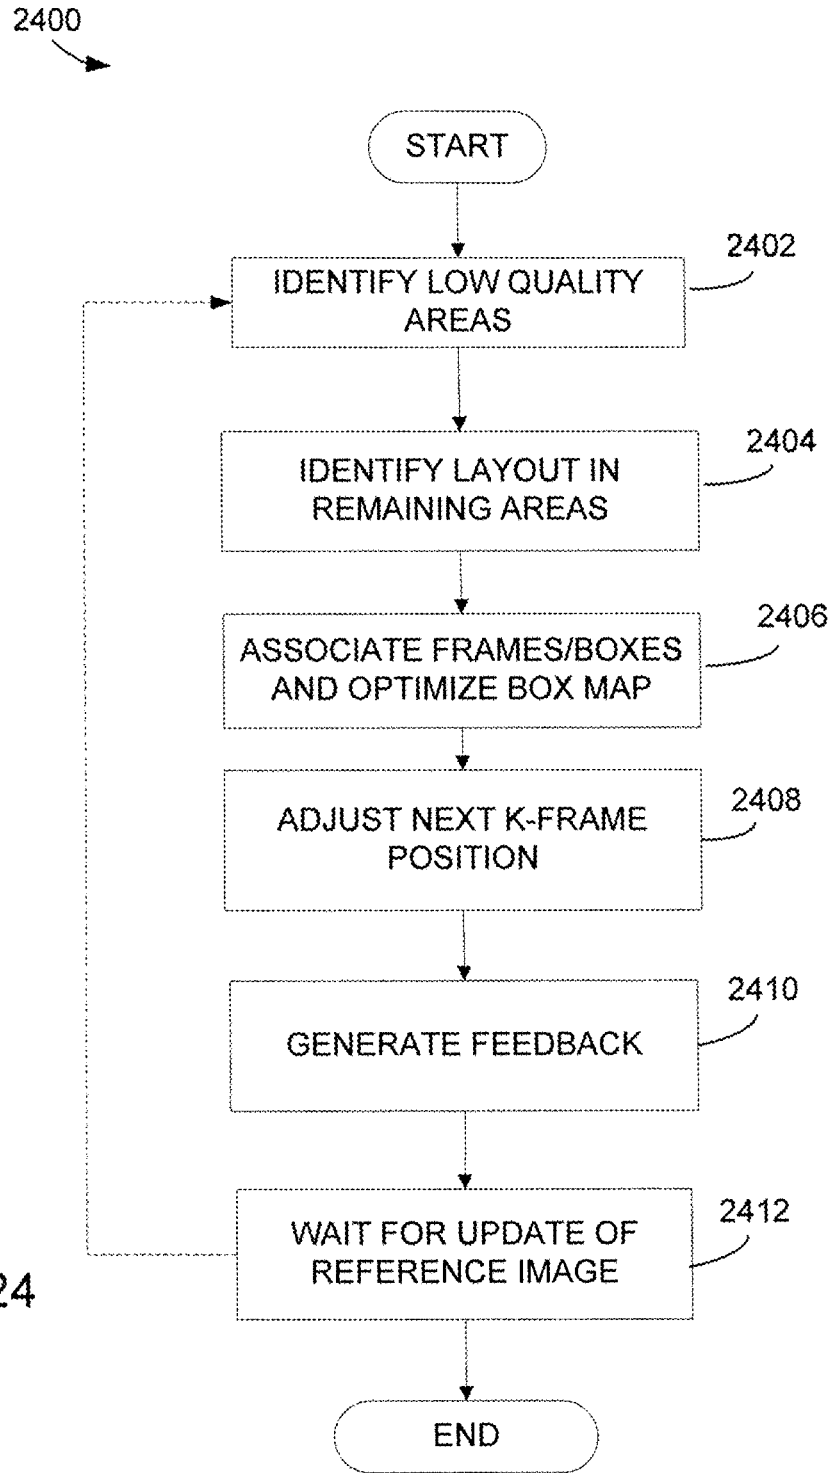 2400
START
2402
IDENTIFY LOW QUALITY
AREAS
2404
IDENTIFY LAYOUT IN
REMAINING AREAS
2406
ASSOCIATE FRAMES/BOXES
AND OPTIMIZE BOX MAP
2408
ADJUST NEXT K-FRAME
POSITION
2410
GENERATE FEEDBACK
2412
WAIT FOR UPDATE OF
REFERENCE IMAGE
24
END